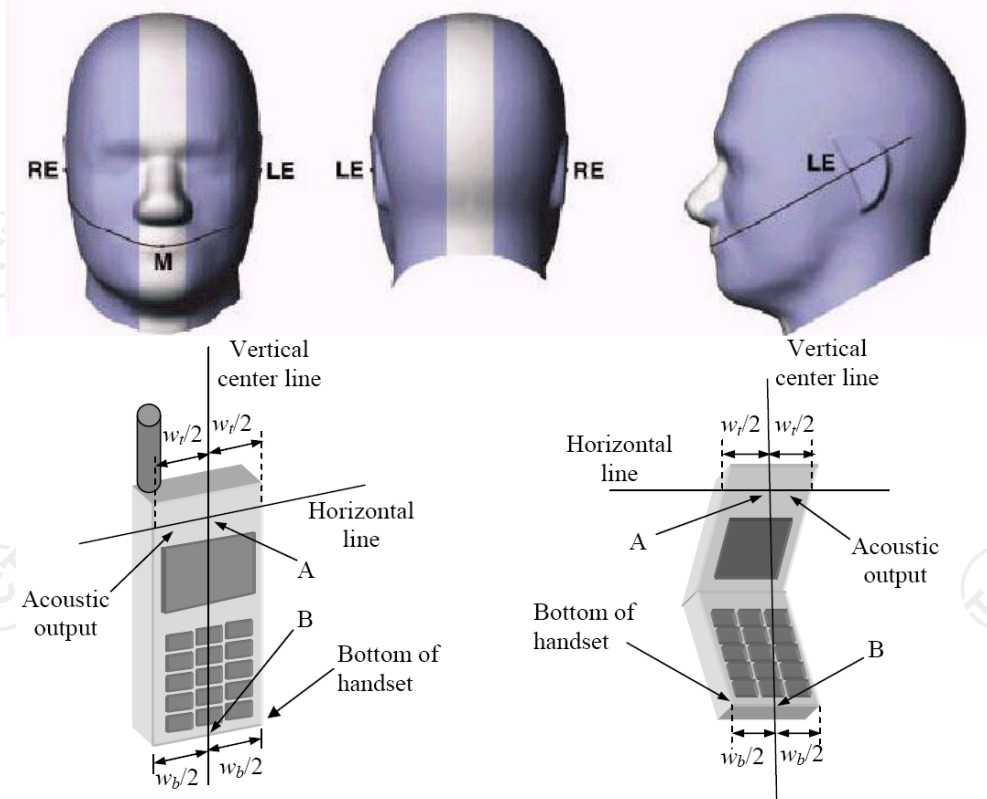 RE
LE
M
LE
RE
LE
Vertical
center line
wt/2
wt/2
Horizontal
line
A
Acoustic
output
B
Bottom of
handset
wb/2
wb/2
Vertical
center line
wt/2
wt/2
Horizontal
line
A
Acoustic
output
Bottom of
handset
B
wb/2
wb/2